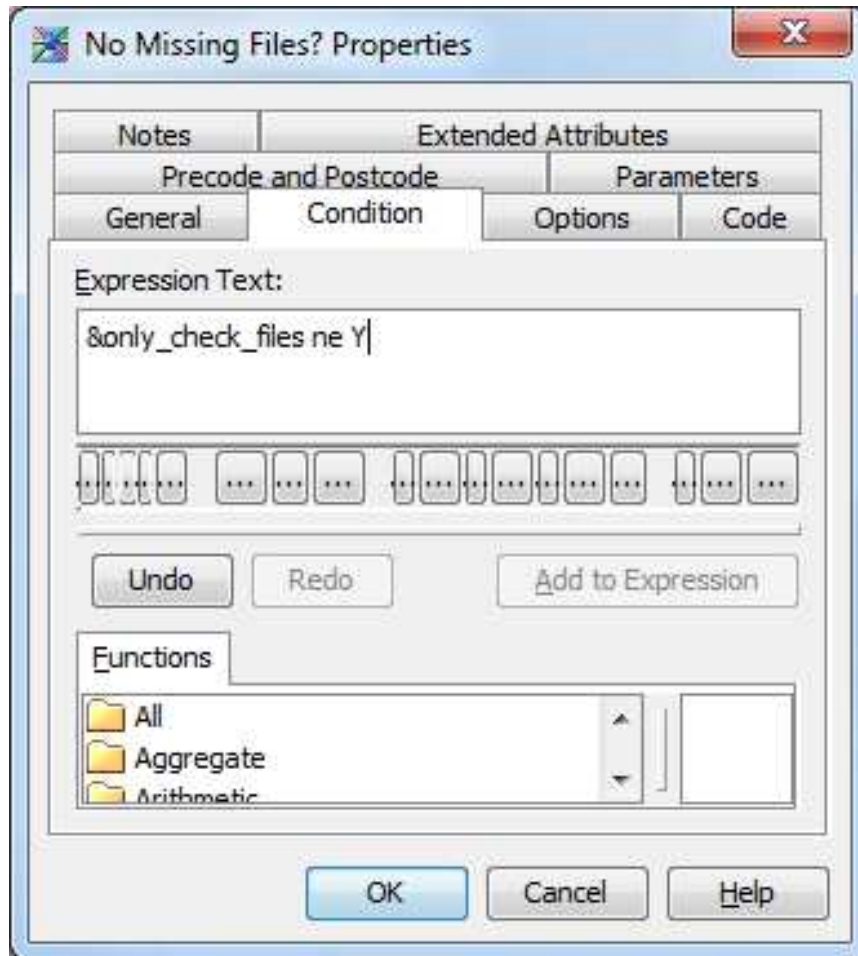 No Missing Files? Properties
Notes Extended Attributes
Precode and Postcode Parameters
General Condition Options Code
Expression Text:
&only_check_files ne Y
... ... ... ... ... ... ... ... ... ... ... ... ... ... ... ... ... ...
Undo Redo Add to Expression
Functions
All
Aggregate
Arithmetic
OK Cancel Help